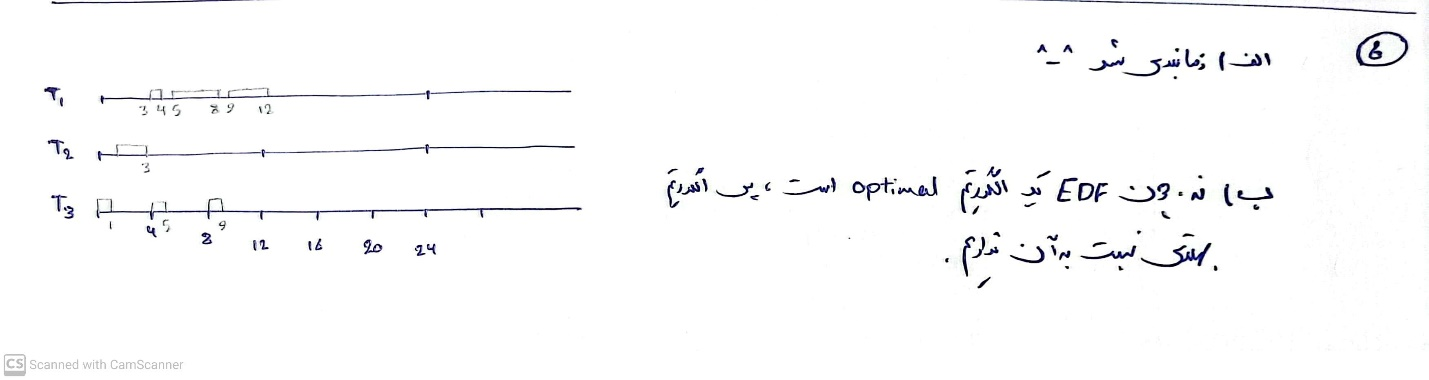 6
الف) زمانبندی شد ^_^
T1 3 4 5 8 9 12
T2 3
T3 1 4 5 8 9 12 16 20 24
ب) نه. چون EDF یک الگوریتم optimal است، پس الگوریتم
بهتری نسبت به آن نداریم.
CS Scanned with CamScanner